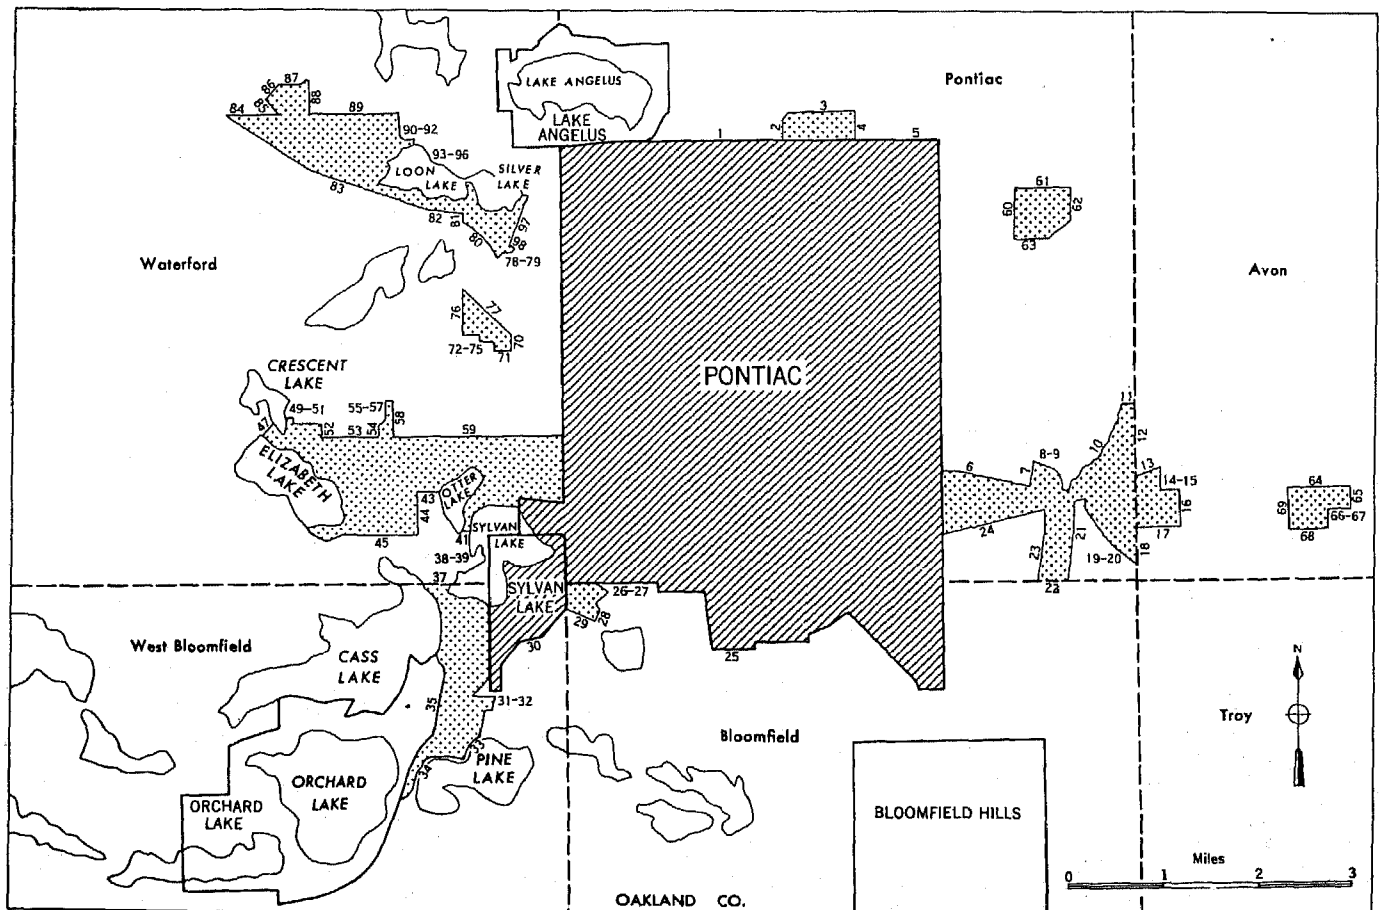 LAKE ANGELUS
LAKE
ANGELUS
Pontiac
87
86
85
84
88
89
90-92
93-96
LOON
LAKE
SILVER
LAKE
83
82
81
80
97
98
78-79
1
2
3
4
5
61
60
62
63
Waterford
Avon
76
77
70
72-75
71
PONTIAC
CRESCENT
LAKE
49-51
55-57
47
52
53
54
58
59
ELIZABETH
LAKE
43
44
OTTER
LAKE
45
41
SYLVAN
LAKE
38-39
37
6
7
8-9
10
11
12
13
14-15
16
17
18
19-20
21
22
23
24
64
65
66-67
68
69
SYLVAN
LAKE
26-27
28
29
30
25
31-32
West Bloomfield
CASS
LAKE
35
34
33
PINE
LAKE
ORCHARD
LAKE
ORCHARD
LAKE
Bloomfield
Troy
N
BLOOMFIELD HILLS
Miles
0 1 2 3
OAKLAND CO.